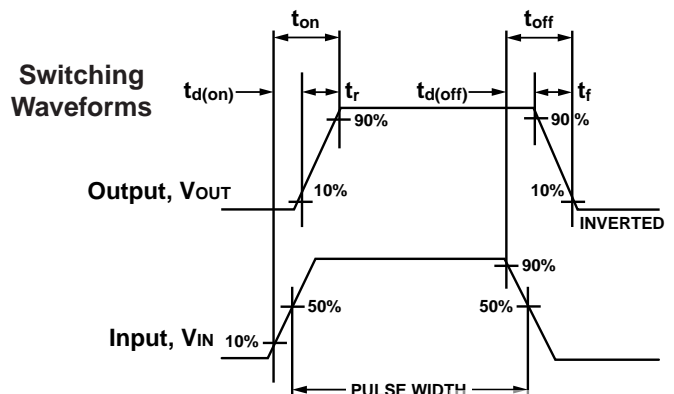 ton toff
Switching
Waveforms
td(on) tr td(off) tf
90% 90%
Output, VOUT 10% 10%
INVERTED
90%
50% 50%
Input, VIN 10%
PULSE WIDTH